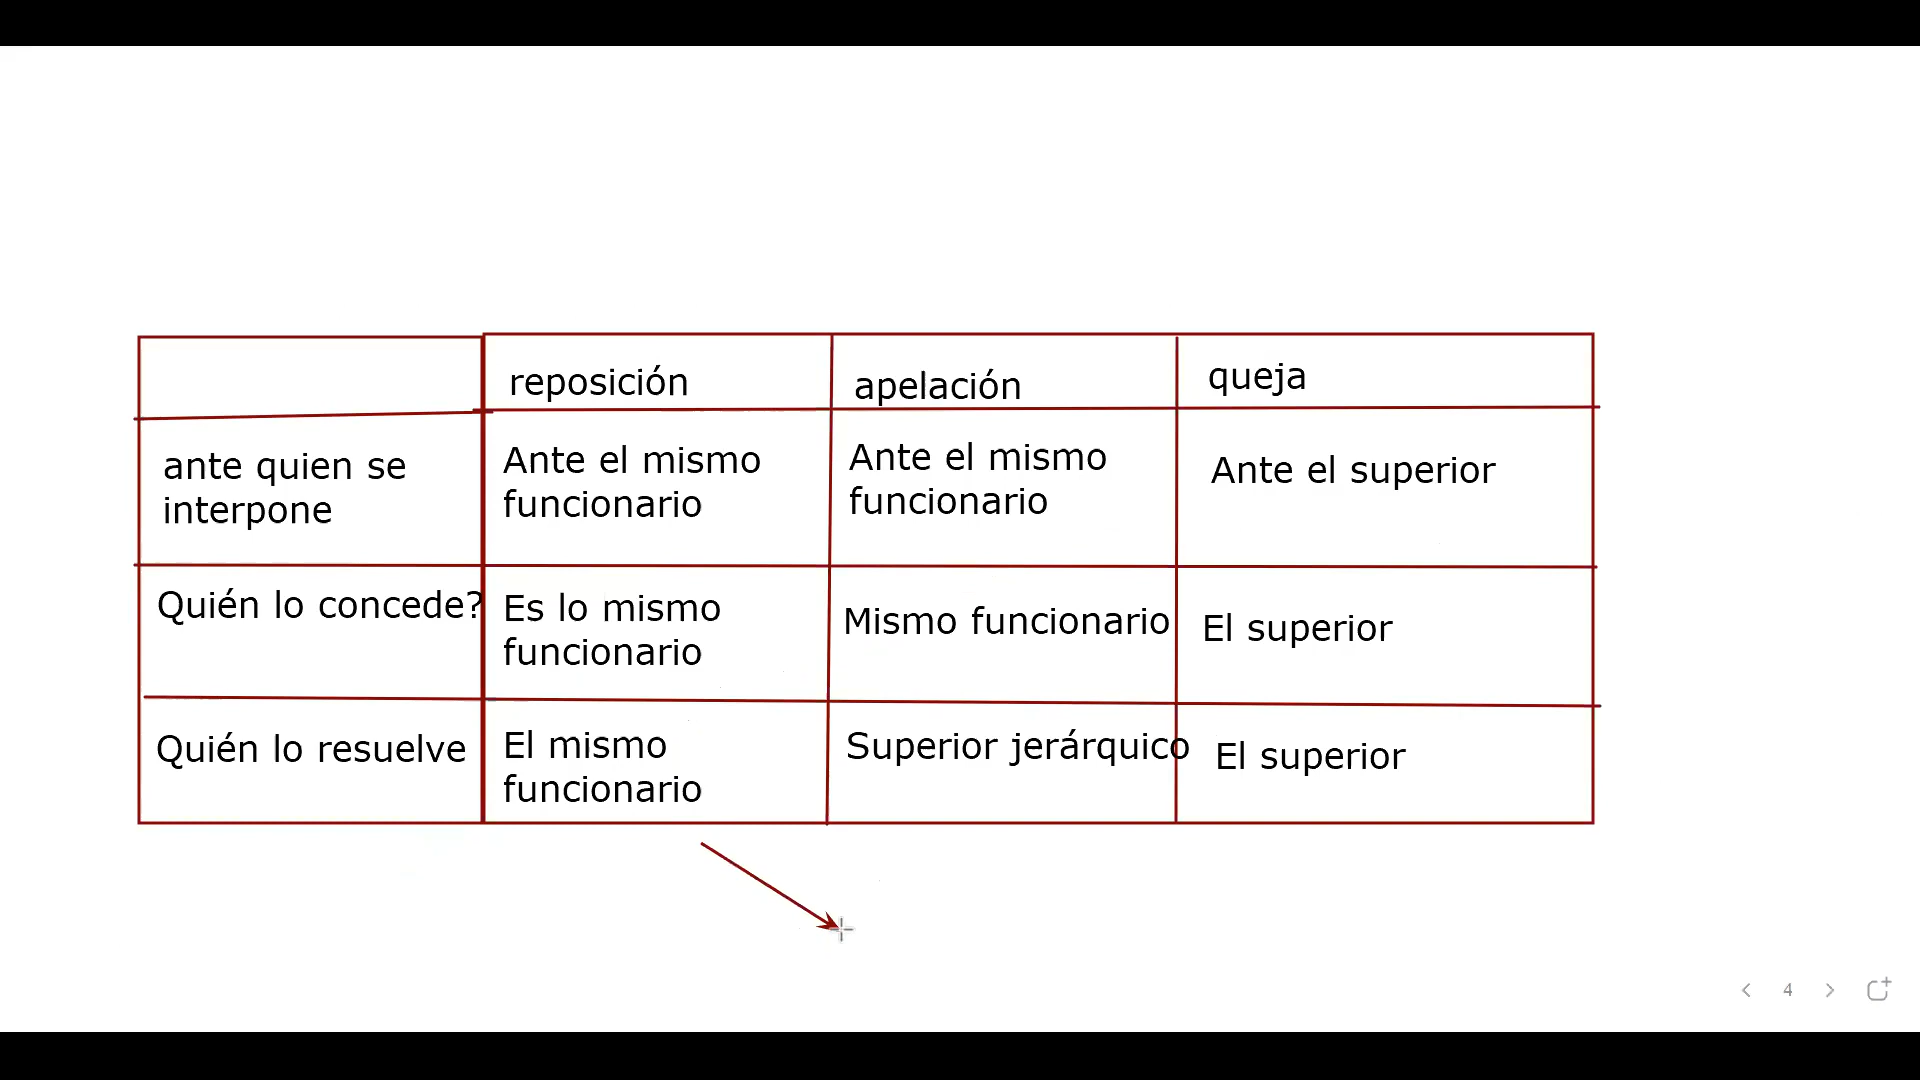 reposición
apelación
queja
ante quien se
interpone
Ante el mismo
funcionario
Ante el mismo
funcionario
Ante el superior
Quién lo concede?
Es lo mismo
funcionario
Mismo funcionario
El superior
Quién lo resuelve
El mismo
funcionario
Superior jerárquico
El superior
4